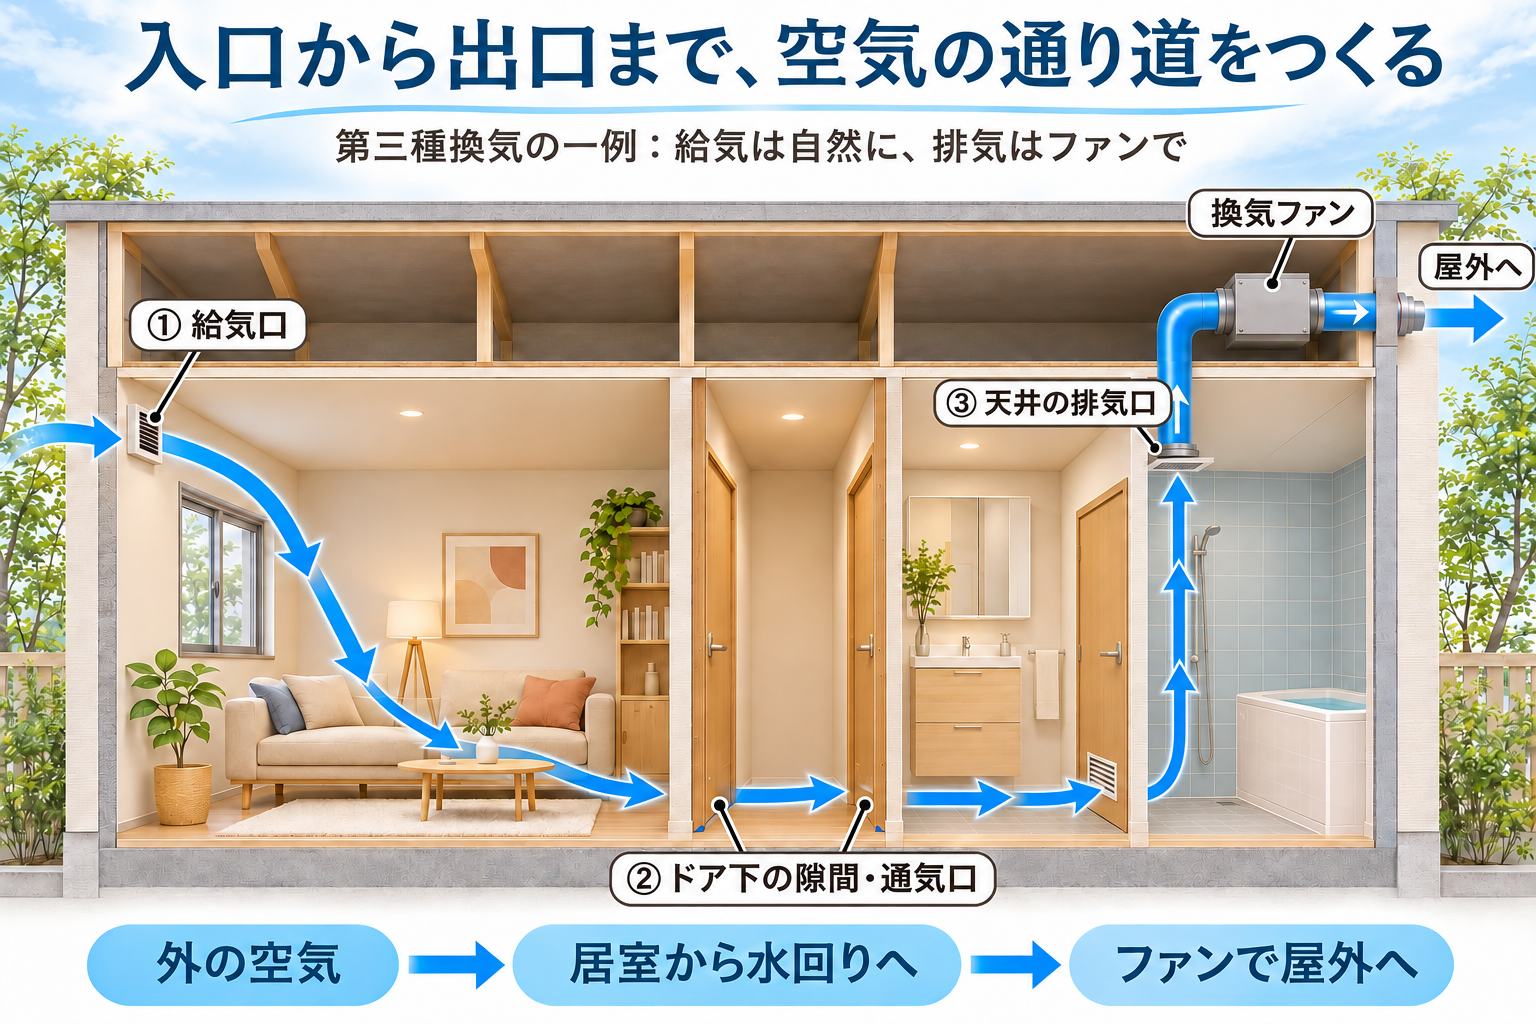 入口から出口まで、空気の通り道をつくる
第三種換気の一例：給気は自然に、排気はファンで
換気ファン
屋外へ
① 給気口
③ 天井の排気口
② ドア下の隙間・通気口
外の空気
居室から水回りへ
ファンで屋外へ